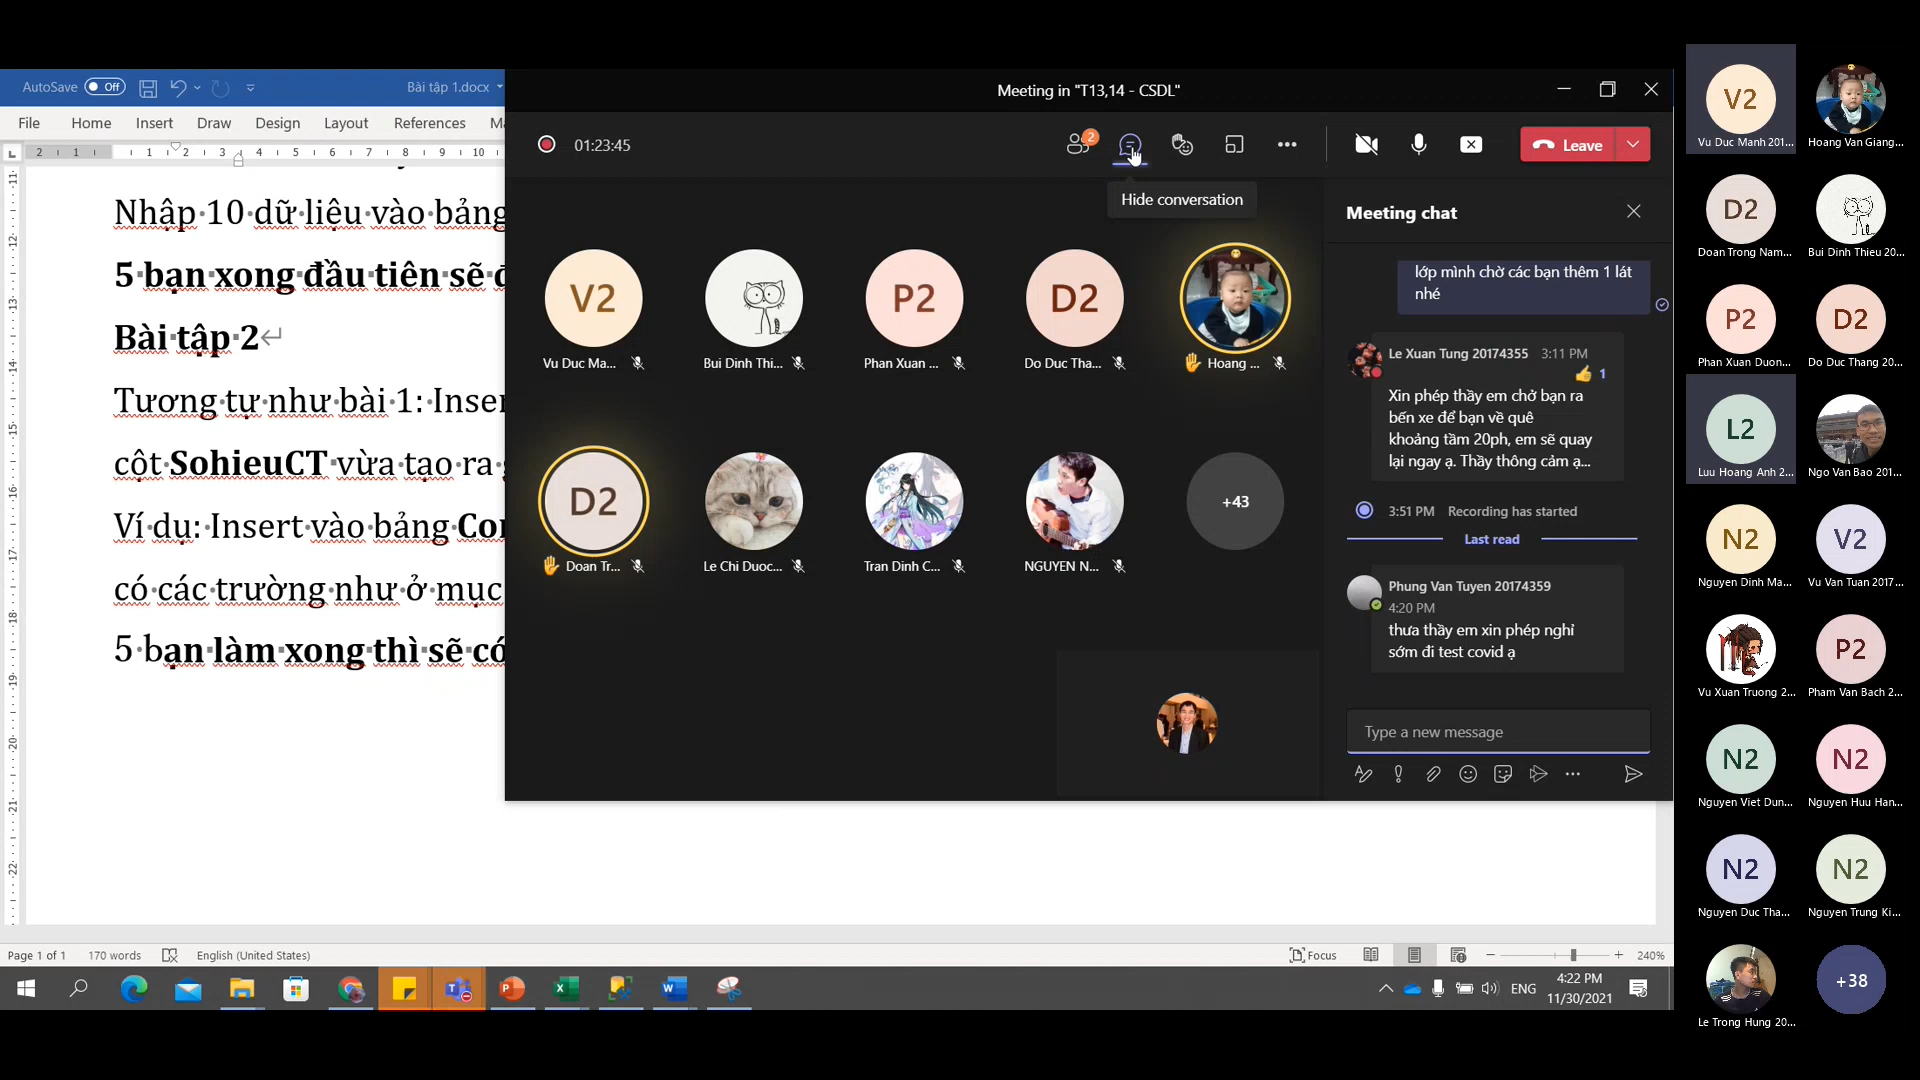 AutoSave Off
Bài tập 1.docx
File Home Insert Draw Design Layout References
Nhập 10 dữ liệu vào bảng
5 bạn xong đầu tiên sẽ
Bài tập 2
Tương tự như bài 1: Inser
cột SohieuCT vừa tạo ra
Ví dụ: Insert vào bảng Cor
có các trường như ở mục
5 bạn làm xong thì sẽ có
Page 1 of 1 170 words English (United States)
Focus 240%
Meeting in "T13,14 - CSDL"
01:23:45
2
Leave
Hide conversation
V2
P2
D2
Vu Duc Ma...
Bui Dinh Thi...
Phan Xuan ...
Do Duc Tha...
Hoang ...
D2
+43
Doan Tr...
Le Chi Duoc...
Tran Dinh C...
NGUYEN N...
Meeting chat
lớp mình chờ các bạn thêm 1 lát
nhé
Le Xuan Tung 20174355 3:11 PM
1
Xin phép thầy em chở bạn ra
bến xe để bạn về quê
khoảng tầm 20ph, em sẽ quay
lại ngay ạ. Thầy thông cảm ạ...
3:51 PM Recording has started
Last read
Phung Van Tuyen 20174359
4:20 PM
thưa thầy em xin phép nghỉ
sớm đi test covid ạ
Type a new message
ENG
4:22 PM
11/30/2021
V2
Vu Duc Manh 201... Hoang Van Giang...
D2
Doan Trong Nam... Bui Dinh Thieu 20...
P2 D2
Phan Xuan Duon... Do Duc Thang 20...
L2
Luu Hoang Anh 2... Ngo Van Bao 201...
N2 V2
Nguyen Dinh Ma... Vu Van Tuan 2017...
P2
Vu Xuan Truong 2... Pham Van Bach 2...
N2 N2
Nguyen Viet Dun... Nguyen Huu Han...
N2 N2
Nguyen Duc Tha... Nguyen Trung Ki...
+38
Le Trong Hung 20...